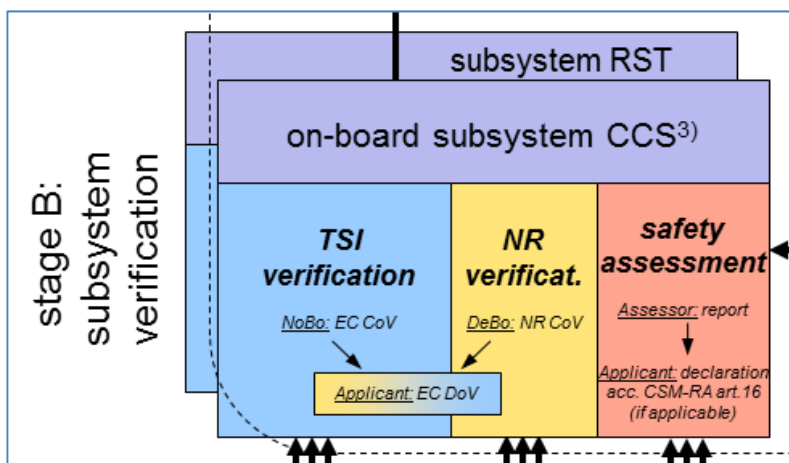 stage B:
subsystem
verification
subsystem RST
on-board subsystem CCS3)
TSI
verification
NoBo: EC CoV
NR
verificat.
DeBo: NR CoV
Applicant: EC DoV
safety
assessment
Assessor: report
Applicant: declaration
acc. CSM-RA art.16
(if applicable)